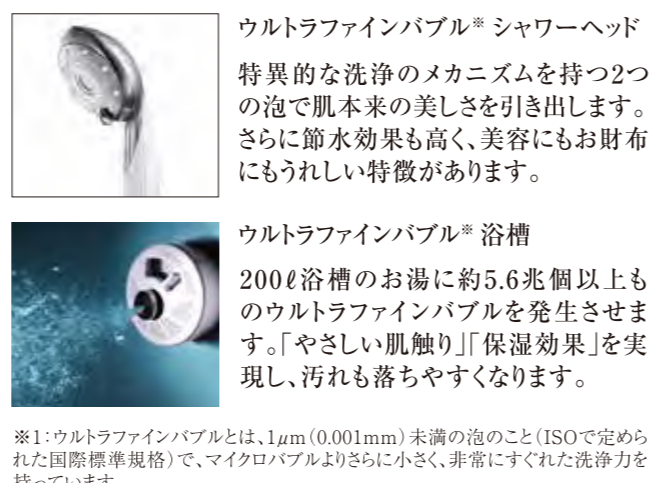 ウルトラファインバブル※ シャワーヘッド
特異的な洗浄のメカニズムを持つ2つ
の泡で肌本来の美しさを引き出します。
さらに節水効果も高く、美容にもお財布
にもうれしい特徴があります。
ウルトラファインバブル※ 浴槽
200ℓ浴槽のお湯に約5.6兆個以上も
のウルトラファインバブルを発生させま
す。「やさしい肌触り」「保湿効果」を実
現し、汚れも落ちやすくなります。
※1:ウルトラファインバブルとは、1μm(0.001mm)未満の泡のこと(ISOで定めら
れた国際標準規格)で、マイクロバブルよりさらに小さく、非常にすぐれた洗浄力を
持っています